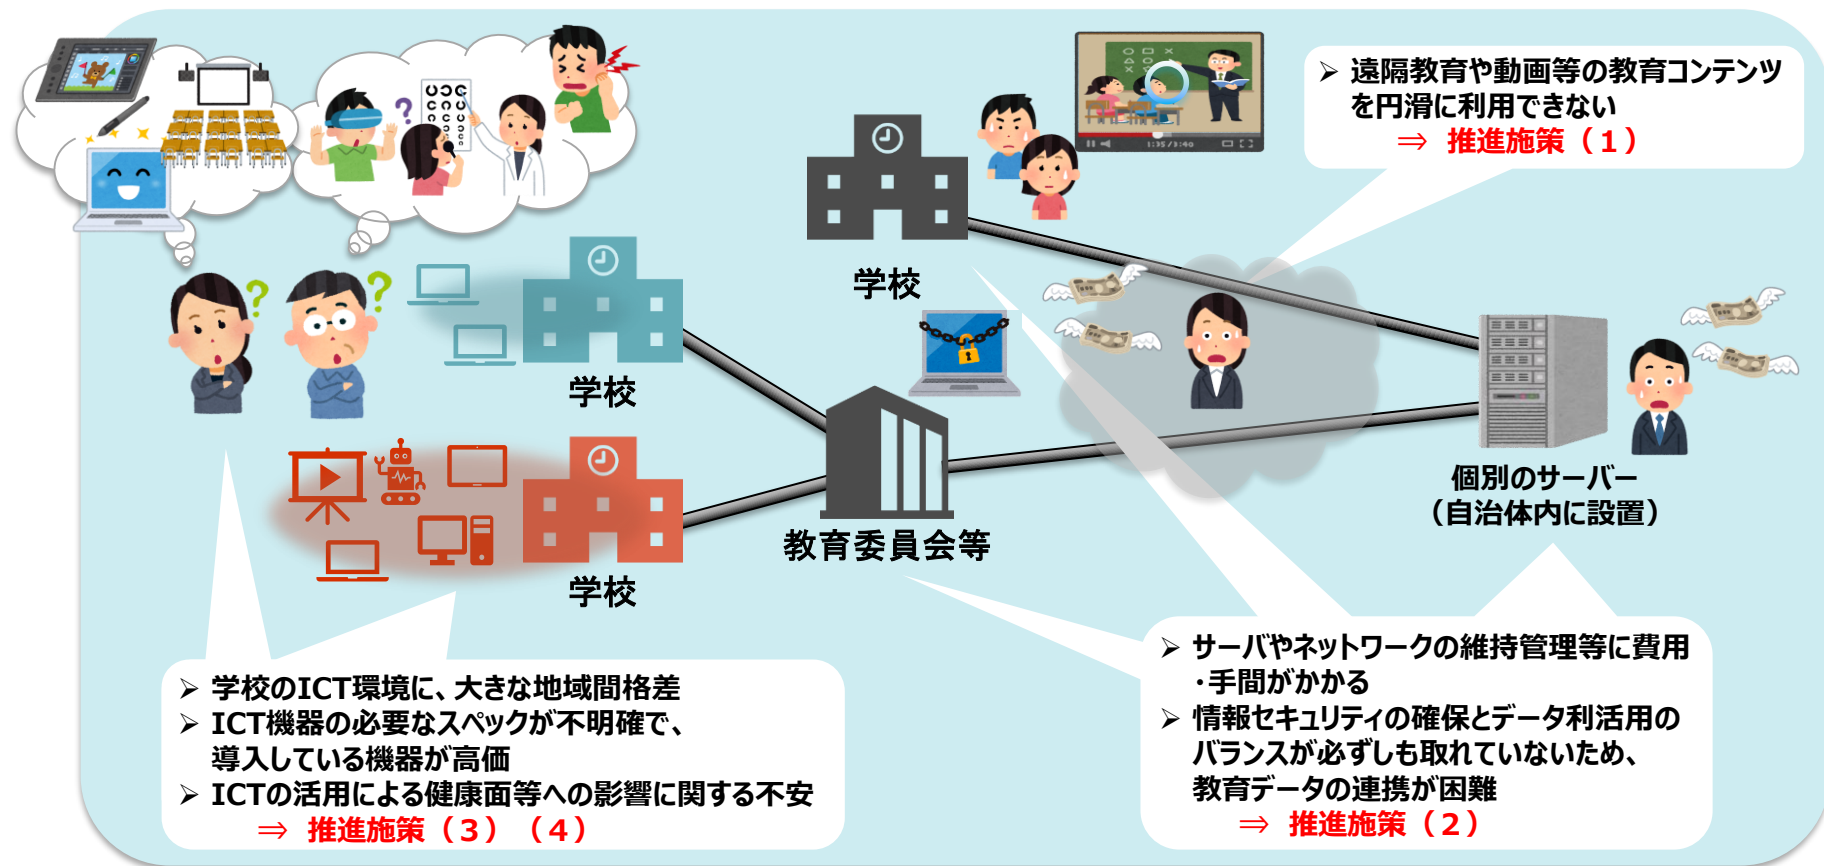 ➢ 遠隔教育や動画等の教育コンテンツ
を円滑に利用できない
⇒ 推進施策（１）
1:35/3:40
学校
学校
学校
教育委員会等
個別のサーバー
（自治体内に設置）
➢ 学校のICT環境に、大きな地域間格差
➢ ICT機器の必要なスペックが不明確で、
導入している機器が高価
➢ ICTの活用による健康面等への影響に関する不安
⇒ 推進施策（３）（４）
➢ サーバやネットワークの維持管理等に費用
・手間がかかる
➢ 情報セキュリティの確保とデータ利活用の
バランスが必ずしも取れていないため、
教育データの連携が困難
⇒ 推進施策（２）